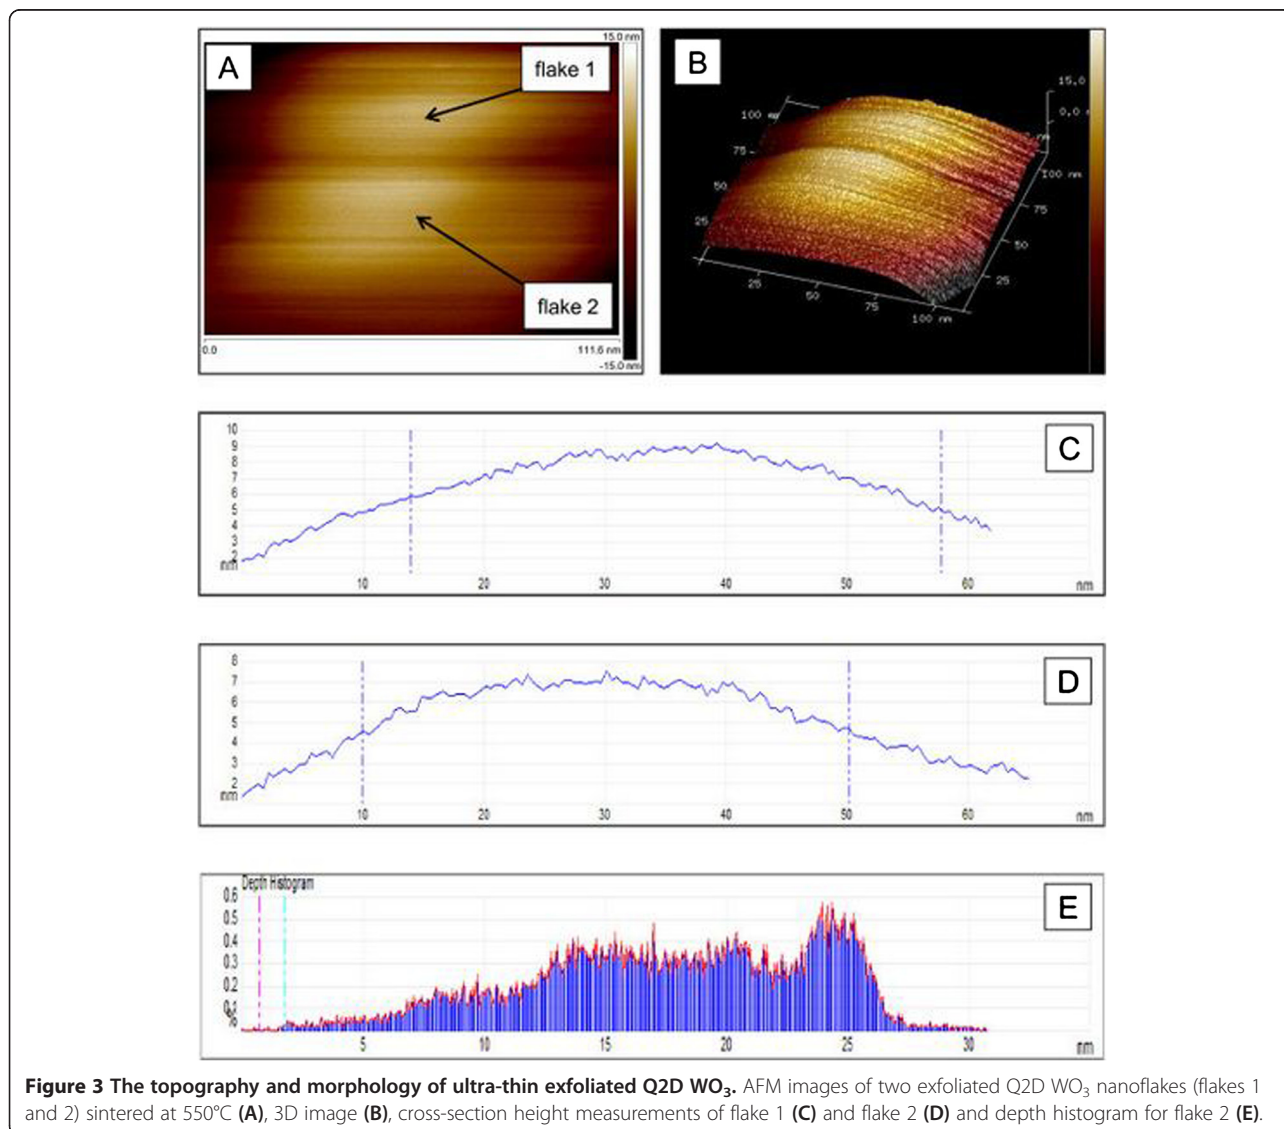 15.0 nm
A
flake 1
flake 2
0.0
111.6 nm
-15.0 nm
B
15.0
0.0
100 nm
75
50
25
25
50
75
100 nm
25
50
75
100 nm
C
10
9
8
7
6
5
4
3
2
nm
10 20 30 40 50 60 nm
D
8
7
6
5
4
3
2
nm
10 20 30 40 50 60 nm
Depth Histogram
E
0.6
0.5
0.4
0.3
0.2
0.1
%
5 10 15 20 25 30 nm
Figure 3 The topography and morphology of ultra-thin exfoliated Q2D WO₃. AFM images of two exfoliated Q2D WO₃ nanoflakes (flakes 1
and 2) sintered at 550°C (A), 3D image (B), cross-section height measurements of flake 1 (C) and flake 2 (D) and depth histogram for flake 2 (E).